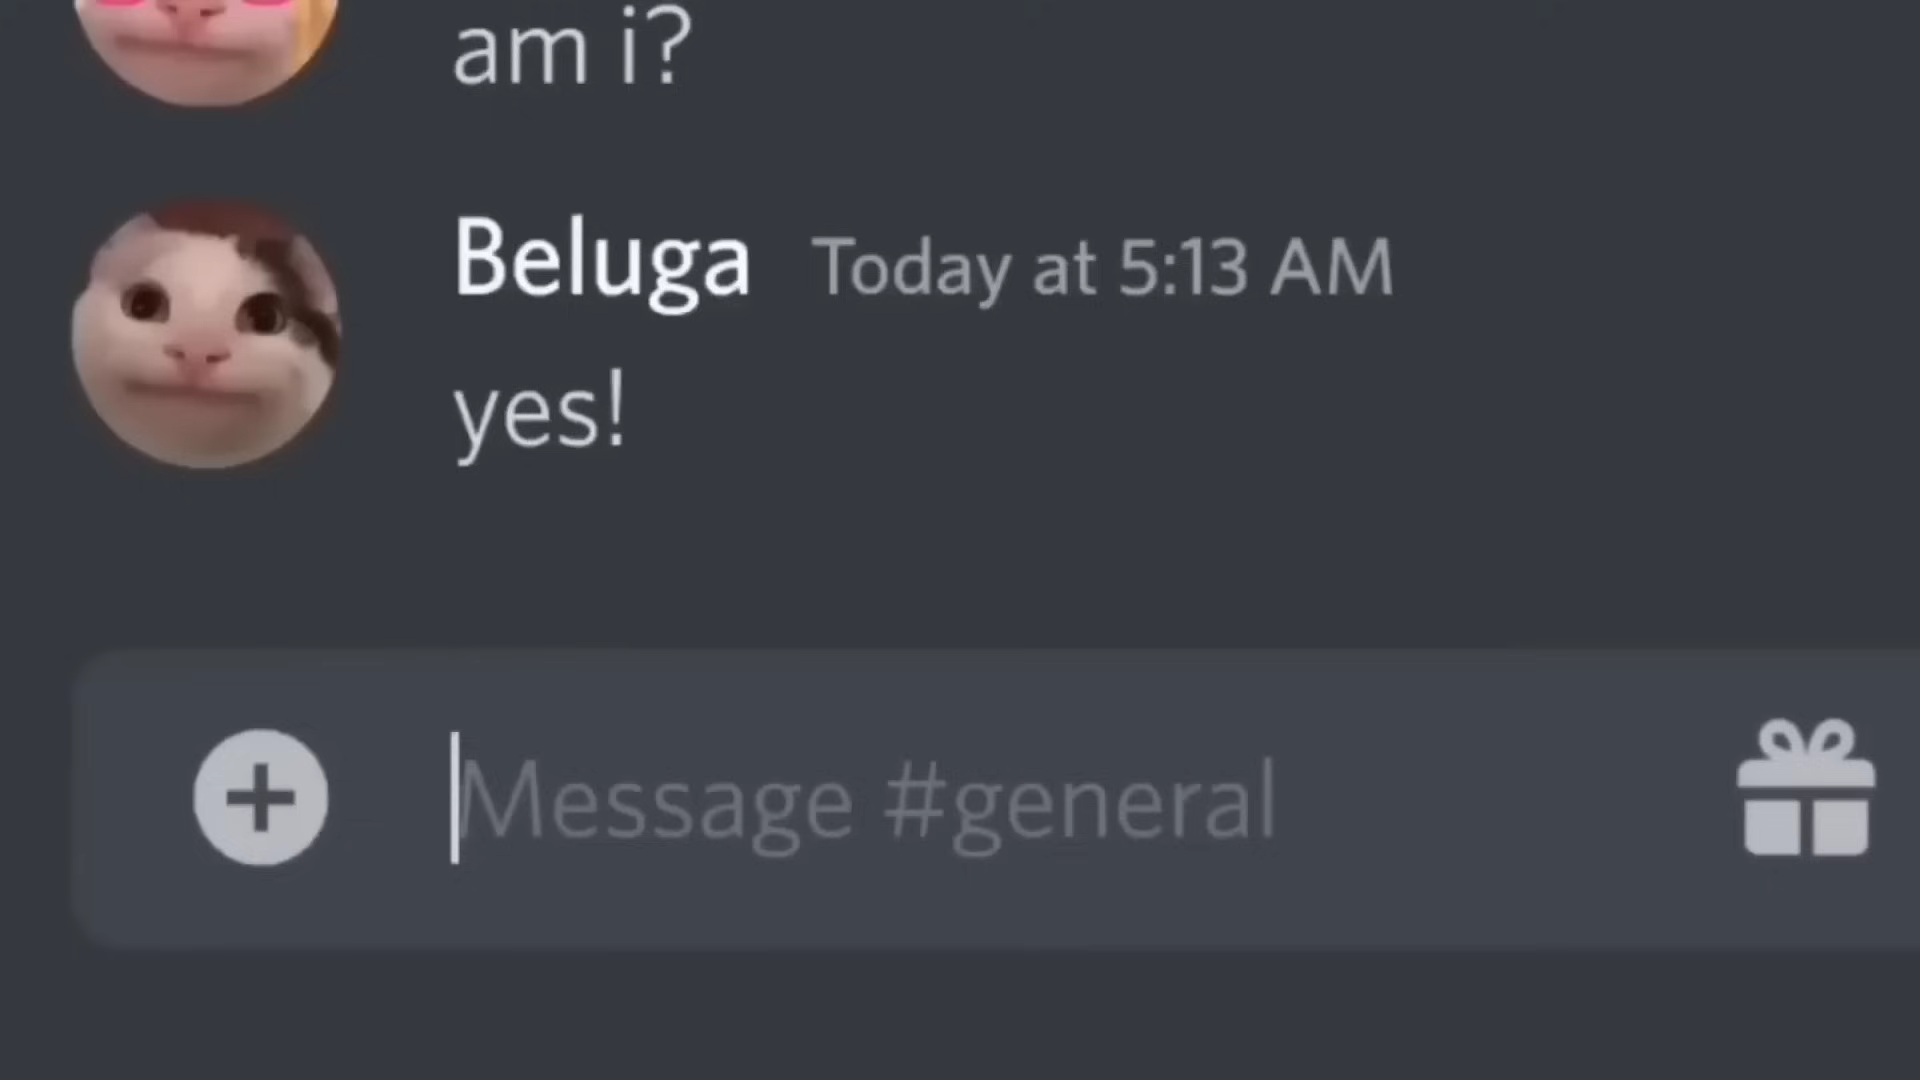 am i?
Beluga Today at 5:13 AM
yes!
Message #general